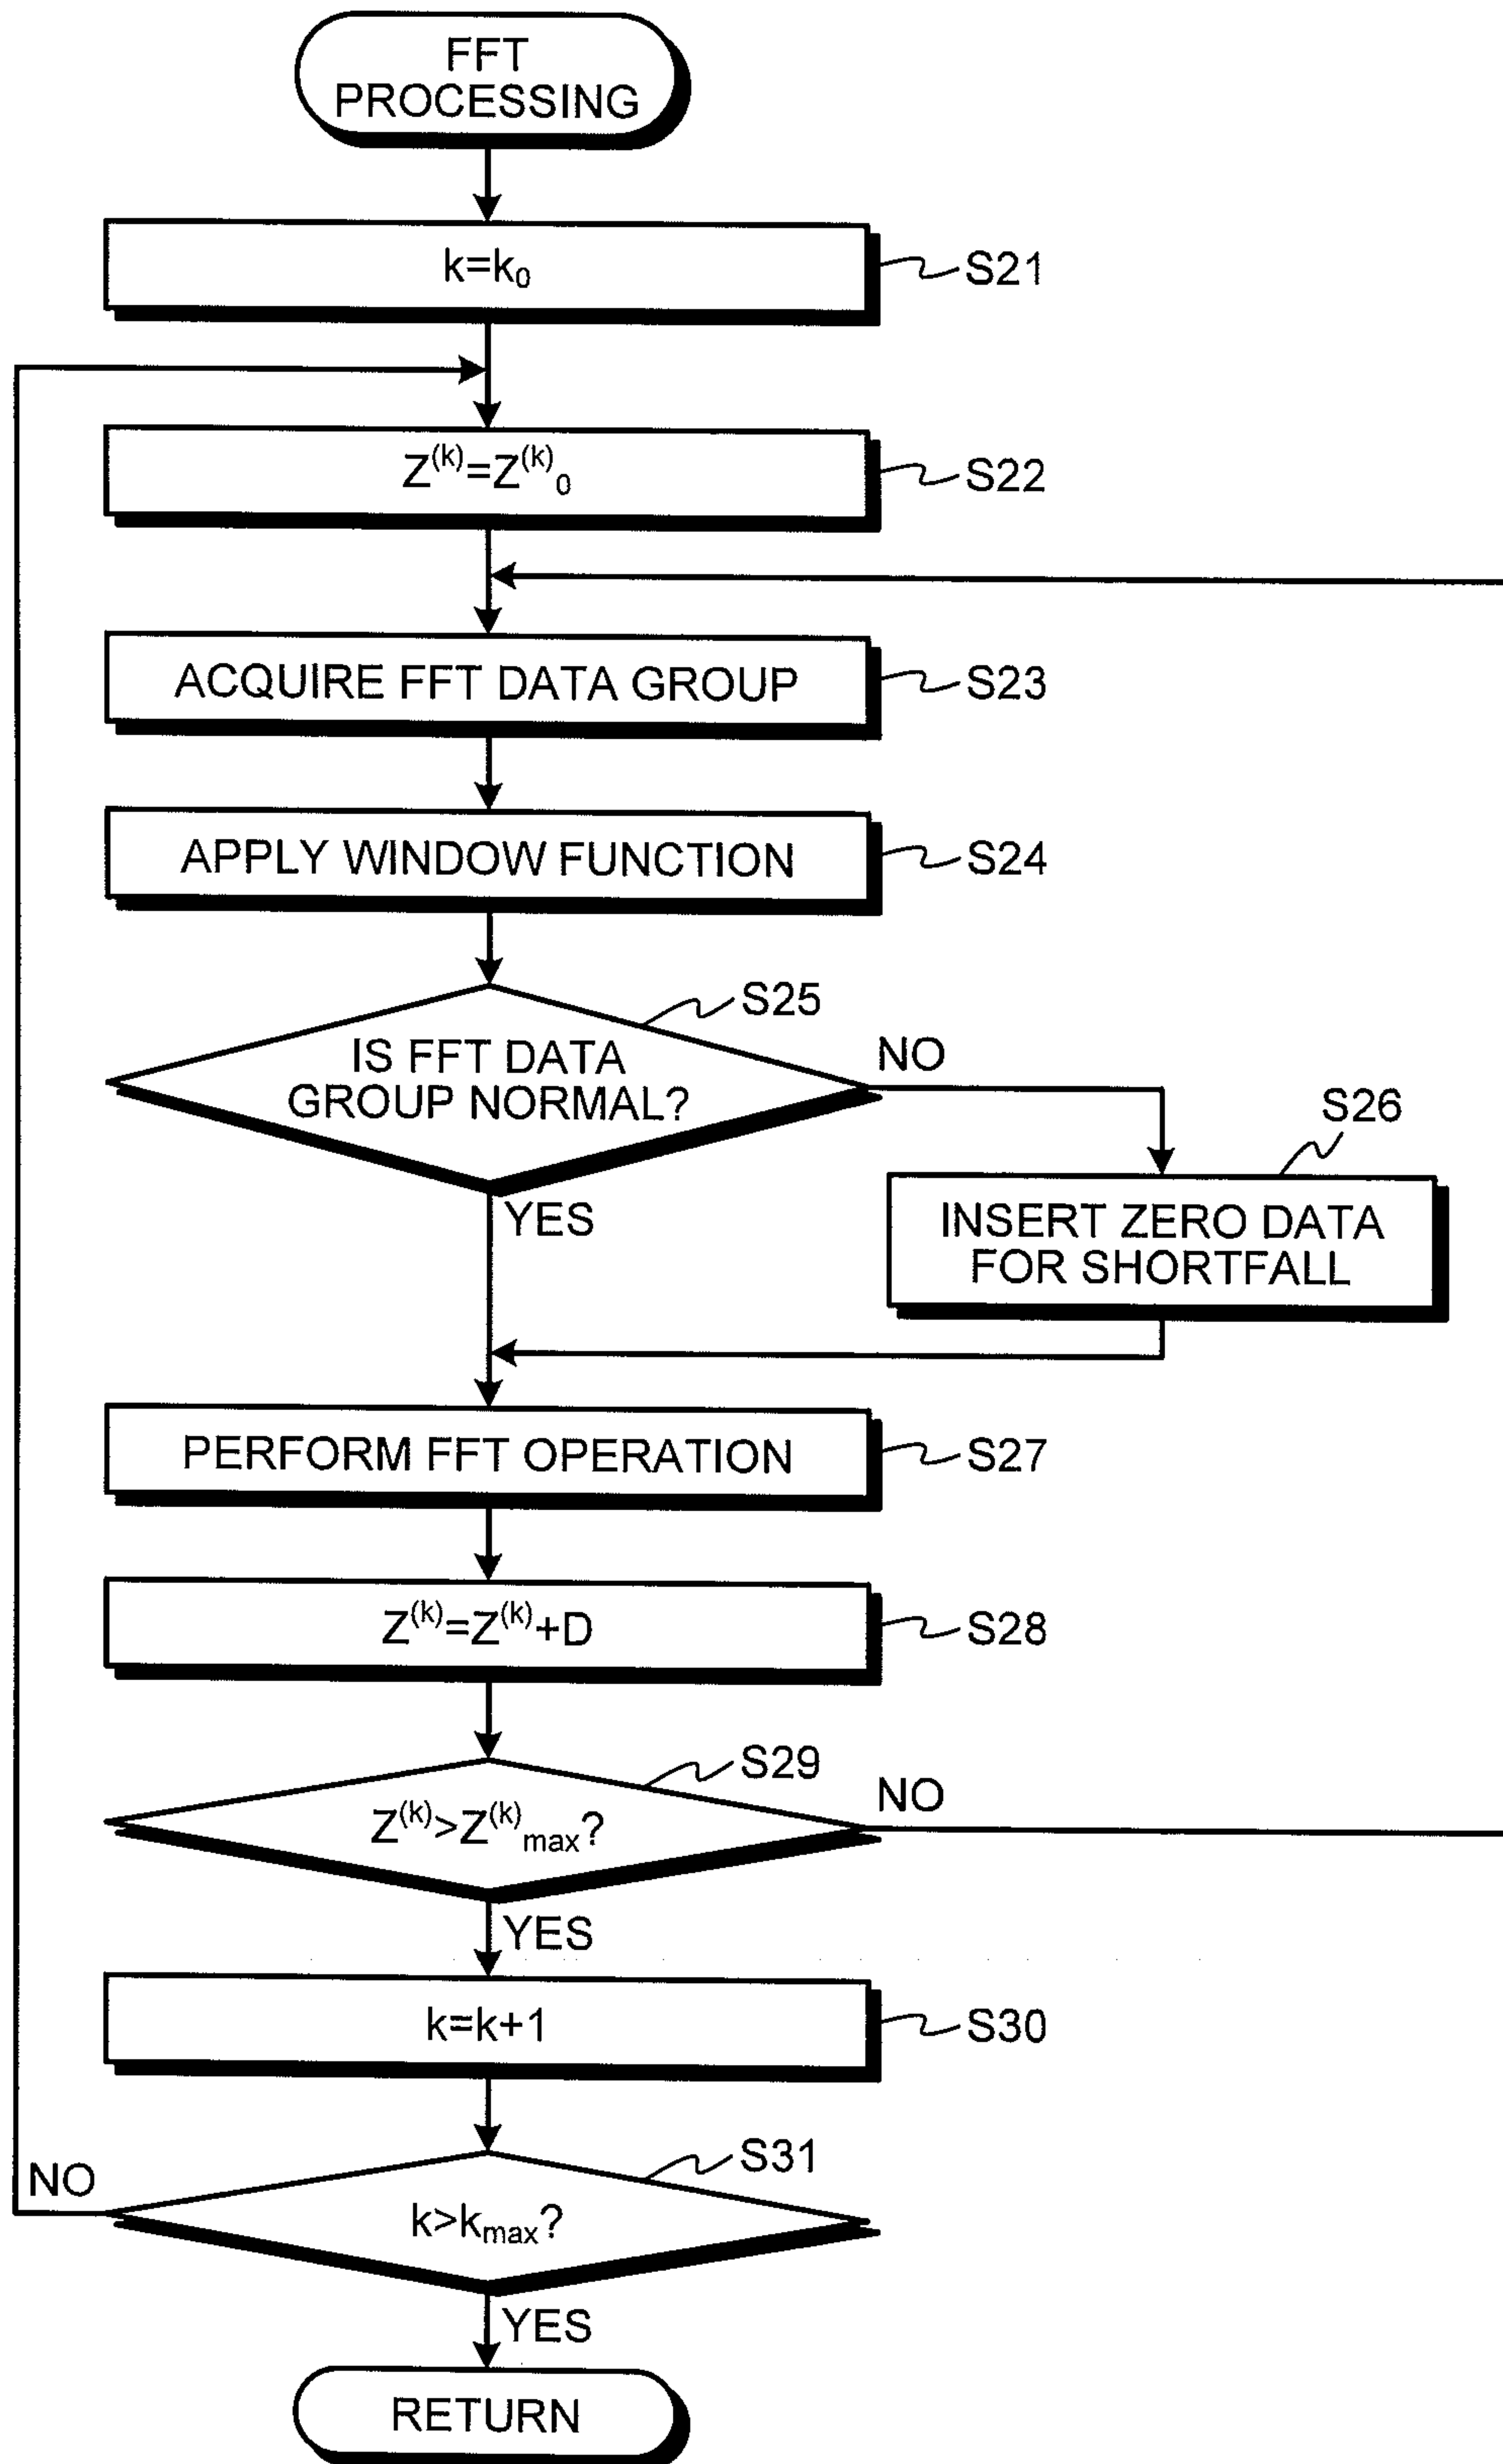 FFT
PROCESSING
k=k₀
S21
Z⁽ᵏ⁾=Z⁽ᵏ⁾₀
S22
ACQUIRE FFT DATA GROUP
S23
APPLY WINDOW FUNCTION
S24
S25
IS FFT DATA
GROUP NORMAL?
NO
YES
S26
INSERT ZERO DATA
FOR SHORTFALL
PERFORM FFT OPERATION
S27
Z⁽ᵏ⁾=Z⁽ᵏ⁾+D
S28
S29
Z⁽ᵏ⁾>Z⁽ᵏ⁾ₘₐₓ?
NO
YES
k=k+1
S30
S31
k>kₘₐₓ?
NO
YES
RETURN